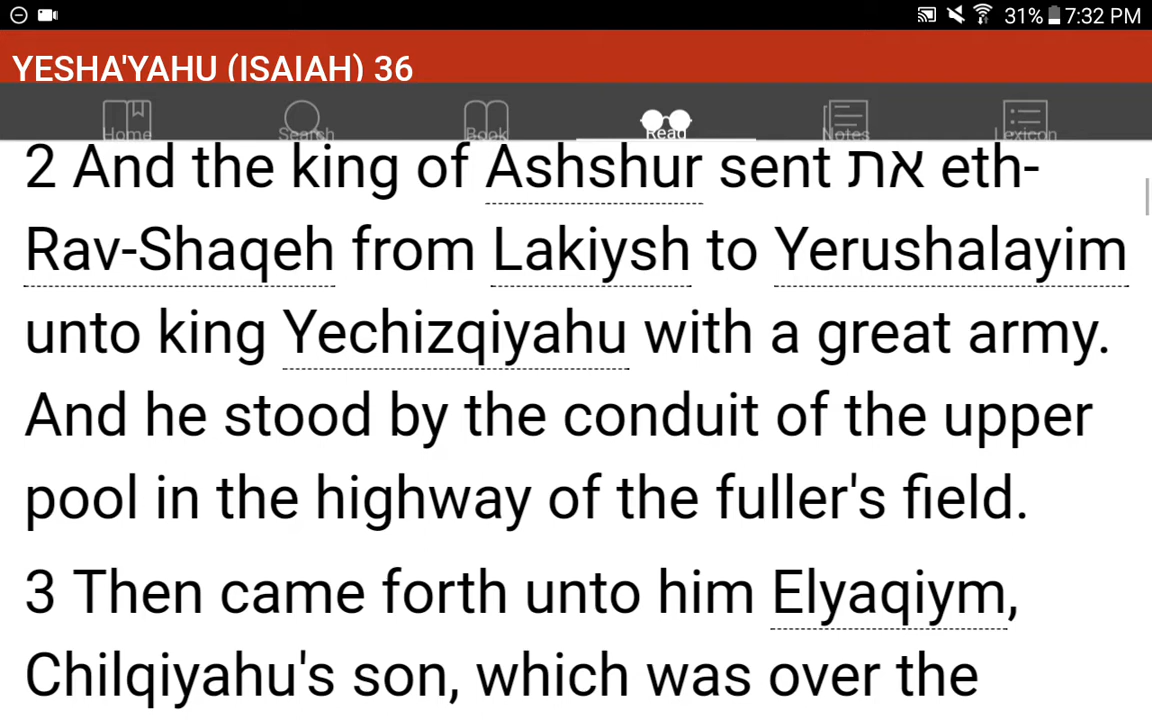 31% 7:32 PM
YESHA'YAHU (ISAIAH) 36
Home Search Book Read Notes Lexicon
2 And the king of Ashshur sent את eth-
Rav-Shaqeh from Lakiysh to Yerushalayim
unto king Yechizqiyahu with a great army.
And he stood by the conduit of the upper
pool in the highway of the fuller's field.
3 Then came forth unto him Elyaqiym,
Chilqiyahu's son, which was over the